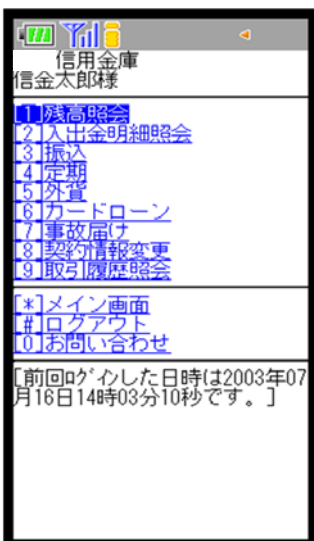 信用金庫
信金太郎様
[1]残高照会
[2]入出金明細照会
[3]振込
[4]定期
[5]外貨
[6]カードローン
[7]事故届け
[8]契約情報変更
[9]取引履歴照会
[*]メイン画面
[#]ログアウト
[0]お問い合わせ
[前回ﾛｸﾞｲﾝした日時は2003年07
月16日14時03分10秒です。]